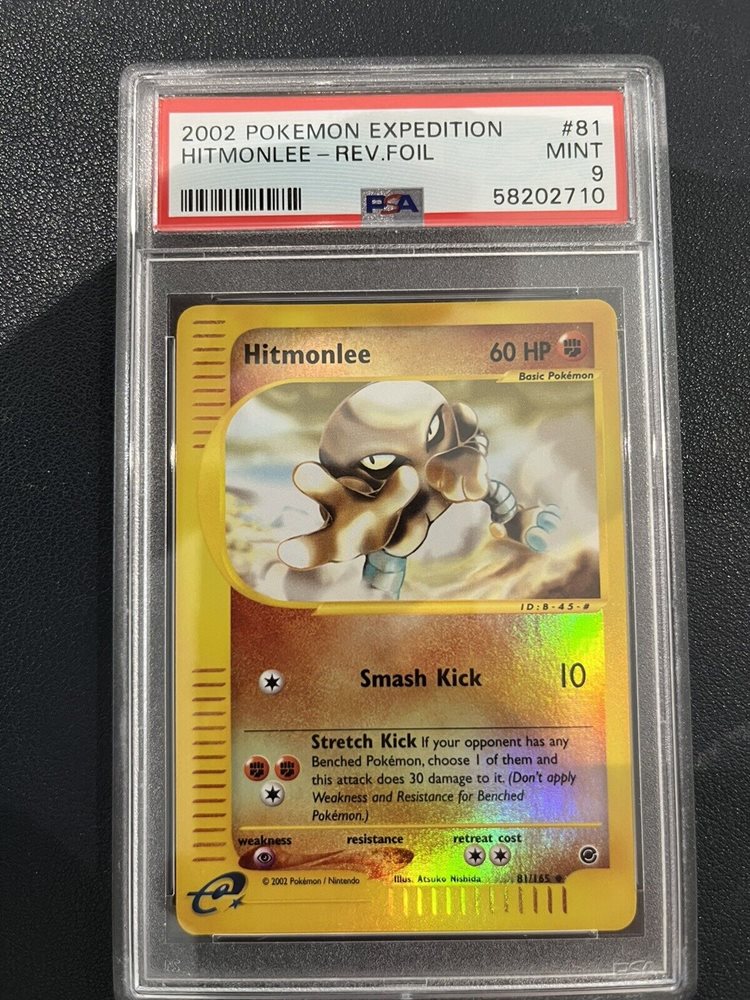 2002 POKEMON EXPEDITION #81
HITMONLEE – REV.FOIL MINT
9
PSA 58202710
Hitmonlee 60 HP
Basic Pokémon
ID:B-45-#
Smash Kick 10
Stretch Kick If your opponent has any
Benched Pokémon, choose 1 of them and
this attack does 30 damage to it. (Don't apply
Weakness and Resistance for Benched
Pokémon.)
weakness resistance retreat cost
© 2002 Pokémon / Nintendo Illus. Atsuko Nishida 81/165
e